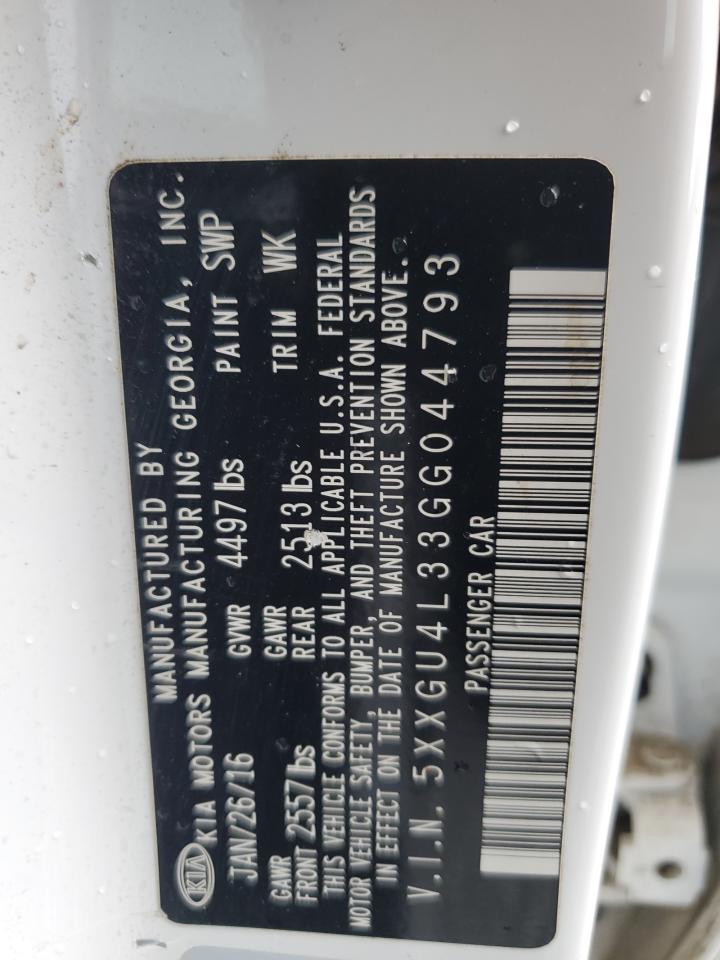 MANUFACTURED BY
KIA KIA MOTORS MANUFACTURING GEORGIA, INC.
JAN/26/16 GVWR 4497 lbs PAINT SWP
GAWR FRONT 2557 lbs GAWR REAR 2513 lbs TRIM WK
THIS VEHICLE CONFORMS TO ALL APPLICABLE U.S.A. FEDERAL
MOTOR VEHICLE SAFETY, BUMPER, AND THEFT PREVENTION STANDARDS
IN EFFECT ON THE DATE OF MANUFACTURE SHOWN ABOVE.
V.I.N. 5XXGU4L33GG044793
PASSENGER CAR